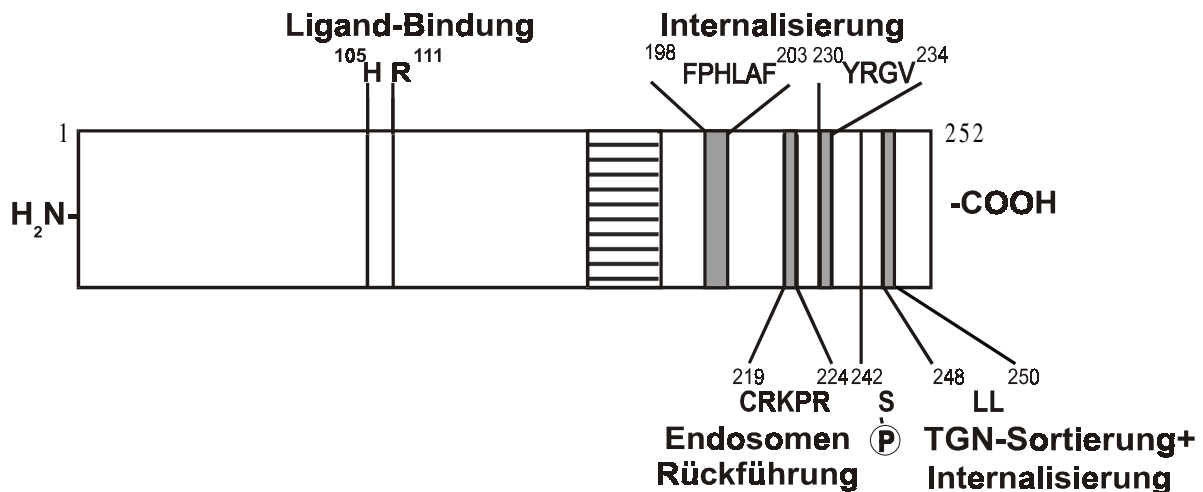 Ligand-Bindung Internalisierung
105 H R 111 198 FPHLAF 203 230 YRGV 234
1 252
H2N- -COOH
219 224 242 248 250
CRKPR S LL
Endosomen P TGN-Sortierung+
Rückführung Internalisierung